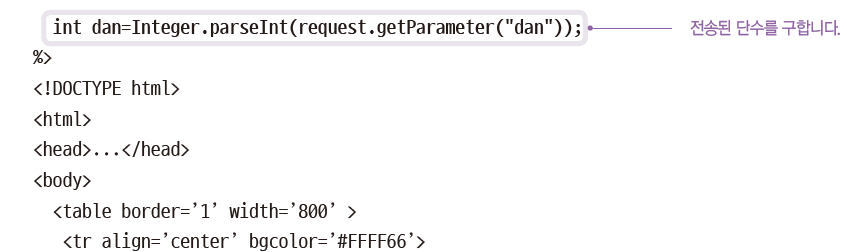 int dan=Integer.parseInt(request.getParameter("dan")); 전송된 단수를 구합니다.
%>
<!DOCTYPE html>
<html>
<head>...</head>
<body>
<table border=’1’ width=’800’ >
<tr align=’center’ bgcolor=’#FFFF66’>